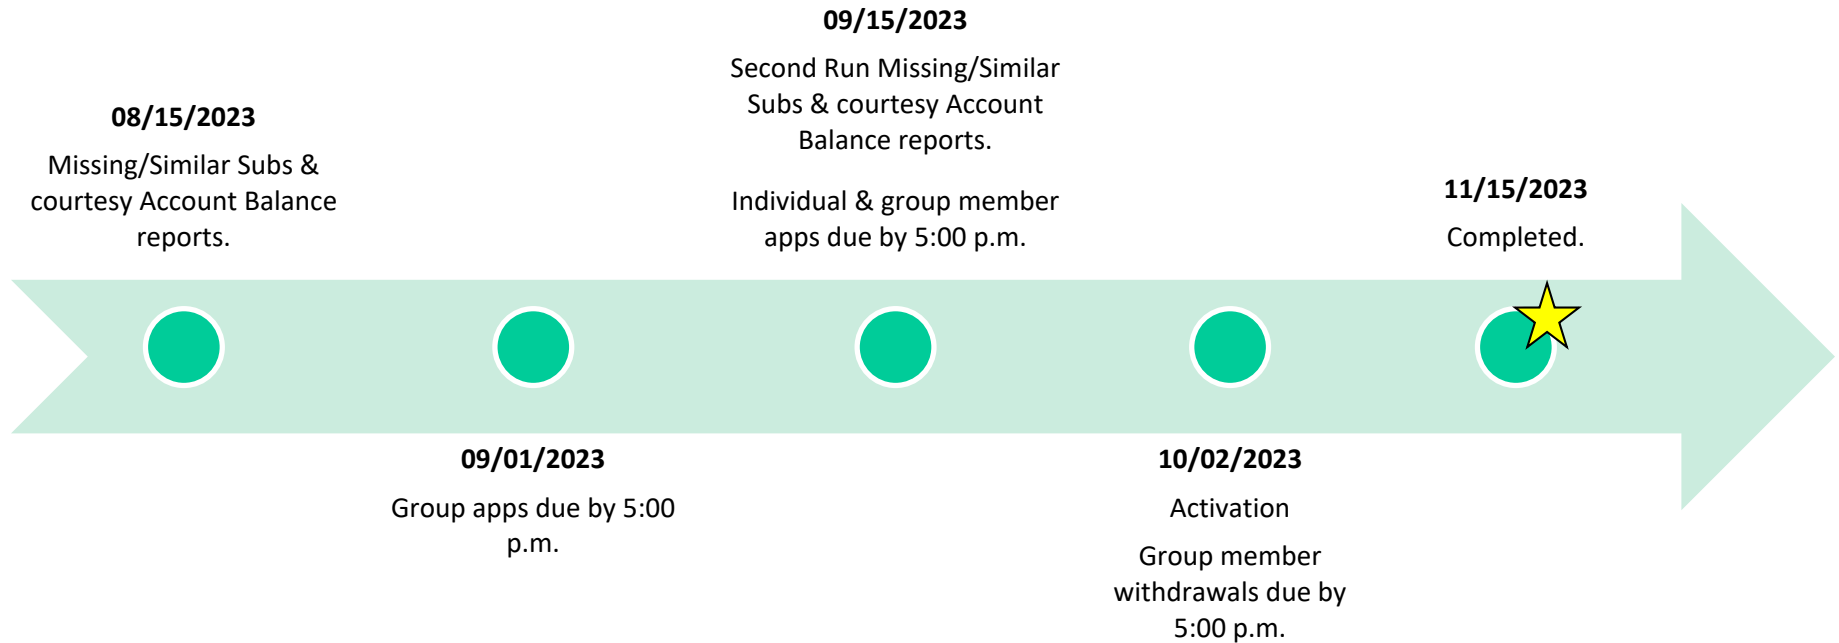 08/15/2023
Missing/Similar Subs &
courtesy Account Balance
reports.
09/01/2023
Group apps due by 5:00
p.m.
09/15/2023
Second Run Missing/Similar
Subs & courtesy Account
Balance reports.
Individual & group member
apps due by 5:00 p.m.
10/02/2023
Activation
Group member
withdrawals due by
5:00 p.m.
11/15/2023
Completed.